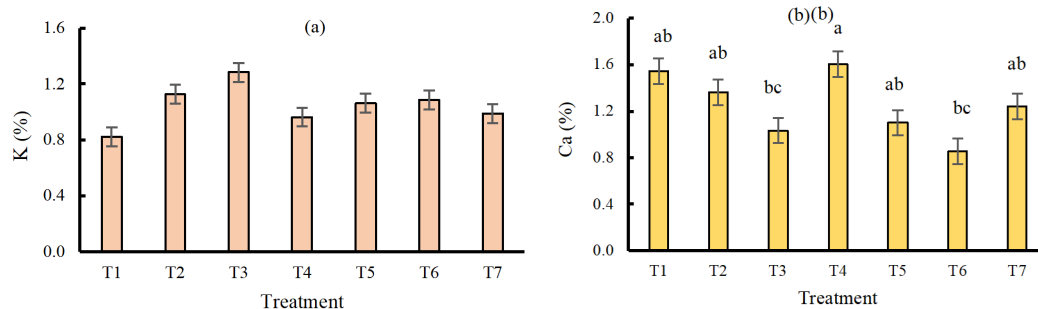 (a)
K (%)
1.6
1.2
0.8
0.4
0.0
T1 T2 T3 T4 T5 T6 T7
Treatment
(b)(b)
Ca (%)
2.0
1.6
1.2
0.8
0.4
0.0
ab ab bc a ab bc ab
T1 T2 T3 T4 T5 T6 T7
Treatment